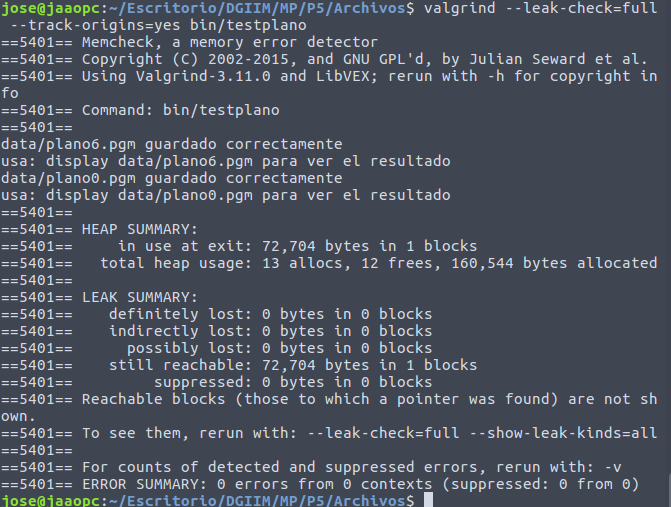 jose@jaaopc:~/Escritorio/DGIIM/MP/P5/Archivos$ valgrind --leak-check=full
 --track-origins=yes bin/testplano
==5401== Memcheck, a memory error detector
==5401== Copyright (C) 2002-2015, and GNU GPL'd, by Julian Seward et al.
==5401== Using Valgrind-3.11.0 and LibVEX; rerun with -h for copyright in
fo
==5401== Command: bin/testplano
==5401==
data/plano6.pgm guardado correctamente
usa: display data/plano6.pgm para ver el resultado
data/plano0.pgm guardado correctamente
usa: display data/plano0.pgm para ver el resultado
==5401==
==5401== HEAP SUMMARY:
==5401==     in use at exit: 72,704 bytes in 1 blocks
==5401==   total heap usage: 13 allocs, 12 frees, 160,544 bytes allocated
==5401==
==5401== LEAK SUMMARY:
==5401==    definitely lost: 0 bytes in 0 blocks
==5401==    indirectly lost: 0 bytes in 0 blocks
==5401==      possibly lost: 0 bytes in 0 blocks
==5401==    still reachable: 72,704 bytes in 1 blocks
==5401==         suppressed: 0 bytes in 0 blocks
==5401== Reachable blocks (those to which a pointer was found) are not sh
own.
==5401== To see them, rerun with: --leak-check=full --show-leak-kinds=all
==5401==
==5401== For counts of detected and suppressed errors, rerun with: -v
==5401== ERROR SUMMARY: 0 errors from 0 contexts (suppressed: 0 from 0)
jose@jaaopc:~/Escritorio/DGIIM/MP/P5/Archivos$